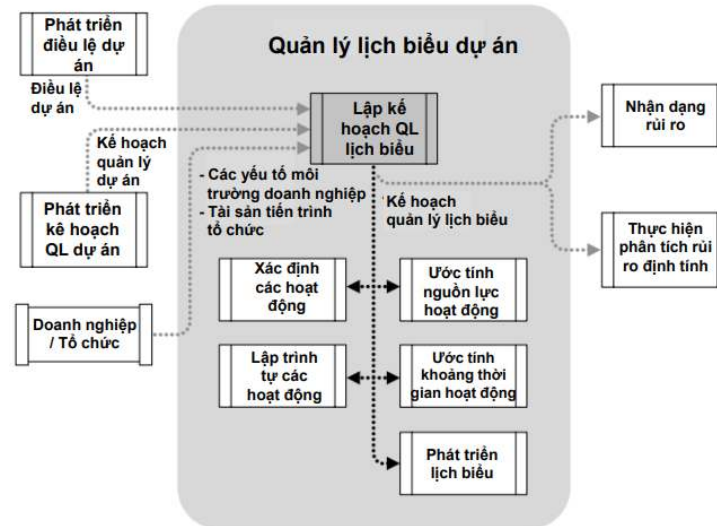 Phát triển
điều lệ dự
án
Điều lệ
dự án
Kế hoạch
quản lý
dự án
Phát triển
kế hoạch
QL dự án
Doanh nghiệp
/ Tổ chức
Quản lý lịch biểu dự án
Lập kế
hoạch QL
lịch biểu
- Các yếu tố môi
trường doanh nghiệp
- Tài sản tiến trình
tổ chức
Kế hoạch
quản lý lịch biểu
Xác định
các hoạt
động
Ước tính
nguồn lực
hoạt động
Lập trình
tự các
hoạt động
Ước tính
khoảng thời
gian hoạt động
Phát triển
lịch biểu
Nhận dạng
rủi ro
Thực hiện
phân tích rủi
ro định tính